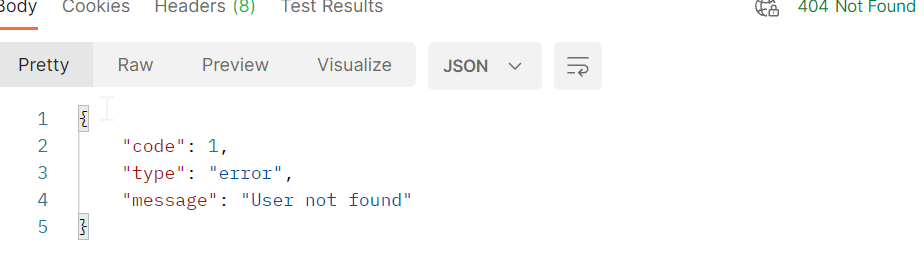 Body Cookies Headers (8) Test Results 404 Not Found
Pretty Raw Preview Visualize JSON
1 {
2 "code": 1,
3 "type": "error",
4 "message": "User not found"
5 }